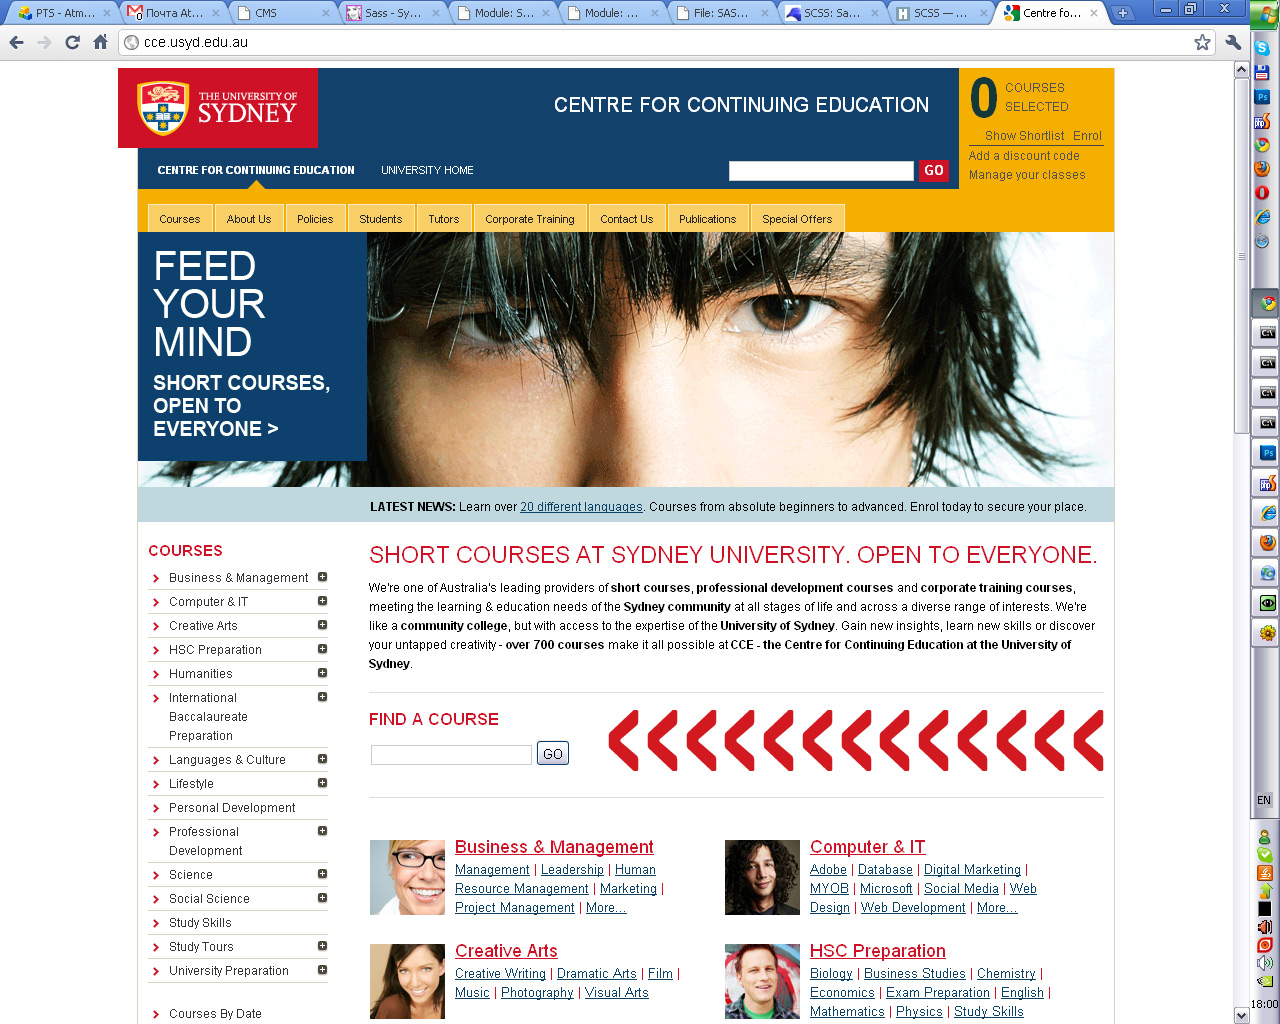 PTS - Atm...
Почта At...
CMS
Sass - Sy...
Module: S...
Module: ...
File: SAS...
SCSS: Sa...
SCSS — ...
Centre fo...
cce.usyd.edu.au
THE UNIVERSITY OF
SYDNEY
CENTRE FOR CONTINUING EDUCATION
0 COURSES
SELECTED
Show Shortlist Enrol
Add a discount code
Manage your classes
CENTRE FOR CONTINUING EDUCATION UNIVERSITY HOME GO
Courses About Us Policies Students Tutors Corporate Training Contact Us Publications Special Offers
FEED
YOUR
MIND
SHORT COURSES,
OPEN TO
EVERYONE >
LATEST NEWS: Learn over 20 different languages. Courses from absolute beginners to advanced. Enrol today to secure your place.
COURSES
Business & Management
Computer & IT
Creative Arts
HSC Preparation
Humanities
International
Baccalaureate
Preparation
Languages & Culture
Lifestyle
Personal Development
Professional
Development
Science
Social Science
Study Skills
Study Tours
University Preparation
Courses By Date
SHORT COURSES AT SYDNEY UNIVERSITY. OPEN TO EVERYONE.
We're one of Australia's leading providers of short courses, professional development courses and corporate training courses,
meeting the learning & education needs of the Sydney community at all stages of life and across a diverse range of interests. We're
like a community college, but with access to the expertise of the University of Sydney. Gain new insights, learn new skills or discover
your untapped creativity - over 700 courses make it all possible at CCE - the Centre for Continuing Education at the University of
Sydney.
FIND A COURSE
GO
Business & Management
Management | Leadership | Human
Resource Management | Marketing |
Project Management | More...
Computer & IT
Adobe | Database | Digital Marketing |
MYOB | Microsoft | Social Media | Web
Design | Web Development | More...
Creative Arts
Creative Writing | Dramatic Arts | Film |
Music | Photography | Visual Arts
HSC Preparation
Biology | Business Studies | Chemistry |
Economics | Exam Preparation | English |
Mathematics | Physics | Study Skills
EN
18:00